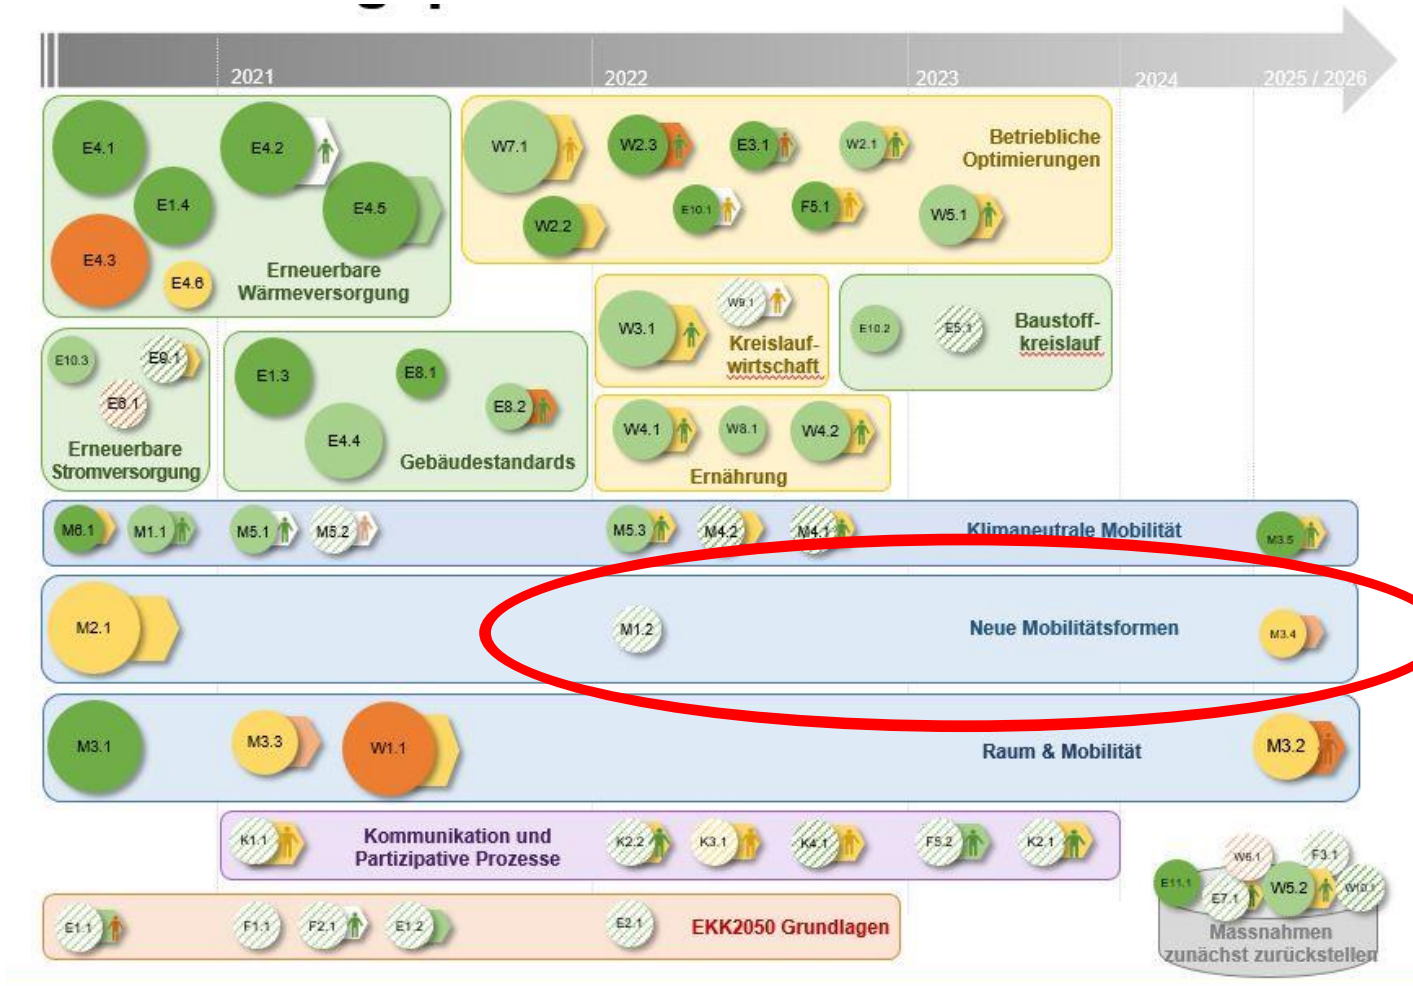 2021
2022
2023
2024
2025 / 2026
E4.1
E4.2
E1.4
E4.5
E4.3
E4.6
Erneuerbare
Wärmeversorgung
W7.1
W2.3
E3.1
W2.1
Betriebliche
Optimierungen
W2.2
E10.1
F5.1
W5.1
W3.1
W9.1
Kreislauf-
wirtschaft
E10.2
E5.1
Baustoff-
kreislauf
E10.3
E9.1
E6.1
Erneuerbare
Stromversorgung
E1.3
E8.1
E8.2
E4.4
Gebäudestandards
W4.1
W8.1
W4.2
Ernährung
M6.1
M1.1
M5.1
M5.2
M5.3
M4.2
M4.1
Klimaneutrale Mobilität
M3.5
M2.1
M1.2
Neue Mobilitätsformen
M3.4
M3.1
M3.3
W1.1
Raum & Mobilität
M3.2
K1.1
Kommunikation und
Partizipative Prozesse
K2.2
K3.1
K4.1
F5.2
K2.1
E1.1
F1.1
F2.1
E1.2
E2.1
EKK2050 Grundlagen
W6.1
F3.1
E11.1
E7.1
W5.2
W10.1
Massnahmen
zunächst zurückstellen